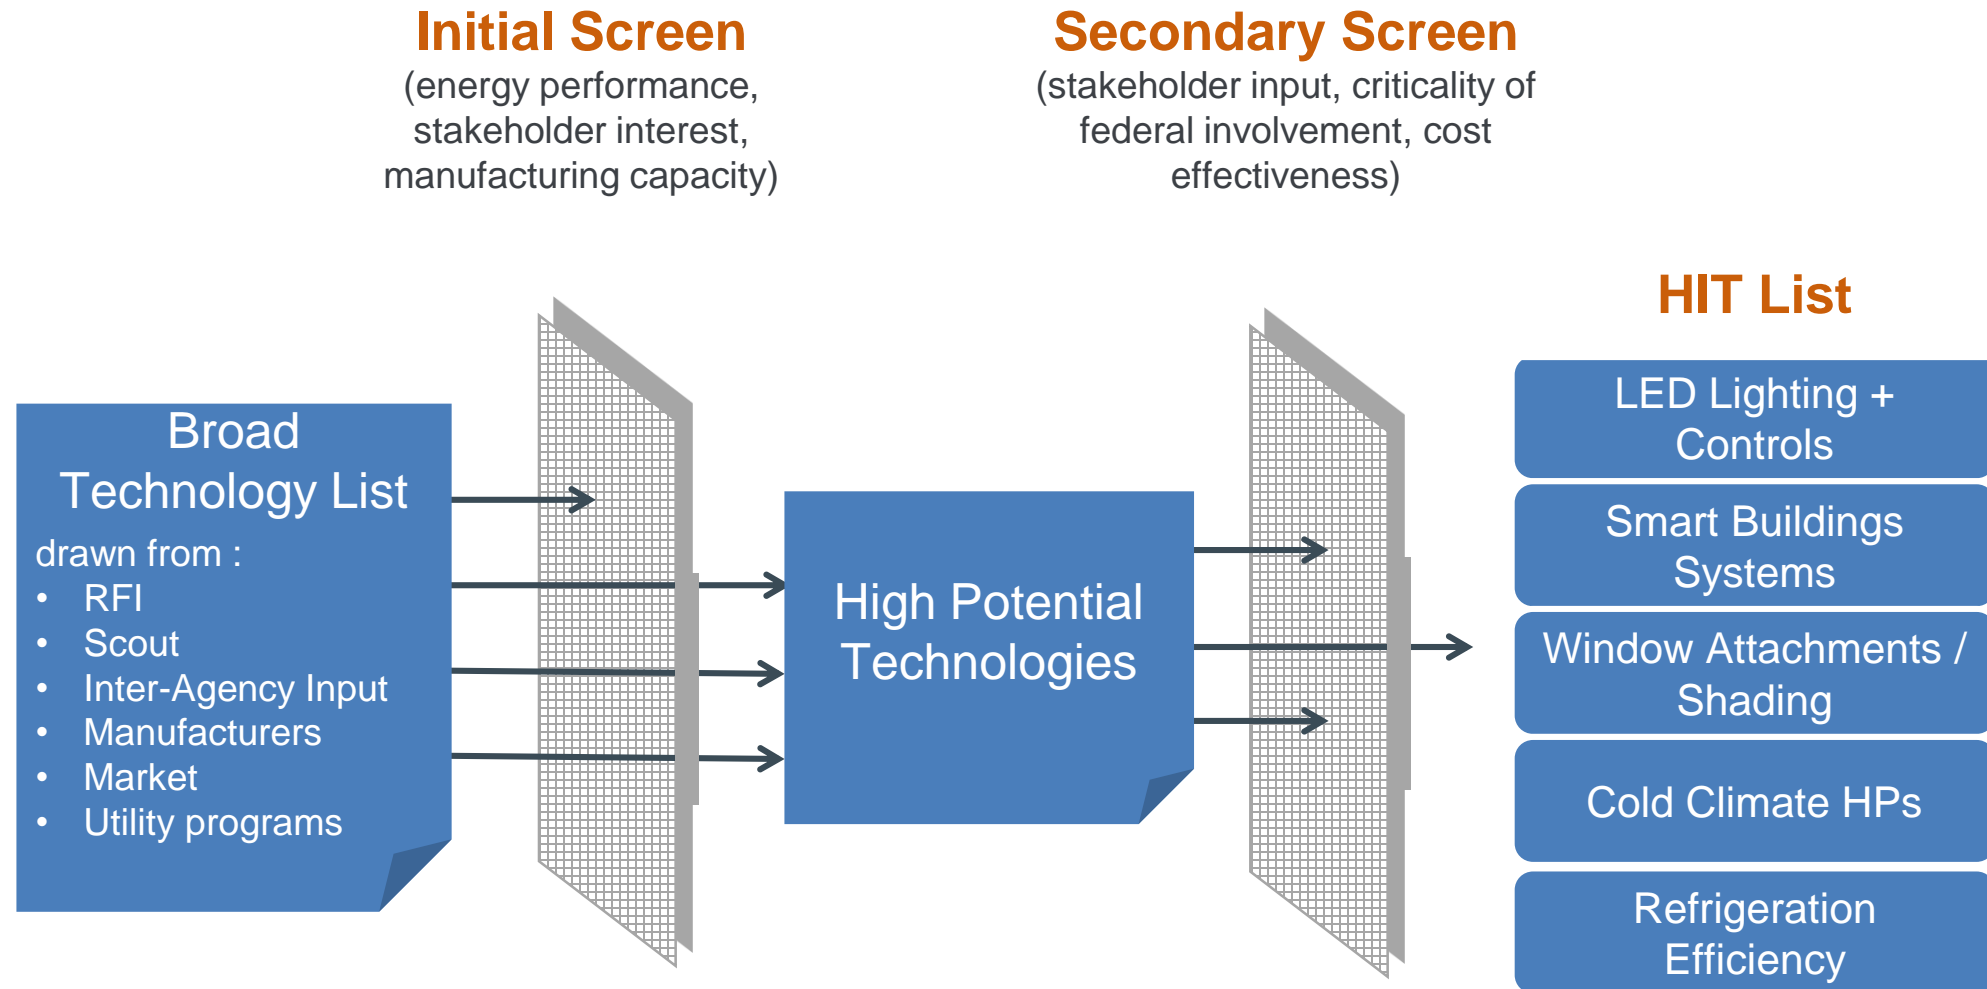 Initial Screen
(energy performance,
stakeholder interest,
manufacturing capacity)
Secondary Screen
(stakeholder input, criticality of
federal involvement, cost
effectiveness)
Broad
Technology List
drawn from :
• RFI
• Scout
• Inter-Agency Input
• Manufacturers
• Market
• Utility programs
High Potential
Technologies
HIT List
LED Lighting +
Controls
Smart Buildings
Systems
Window Attachments /
Shading
Cold Climate HPs
Refrigeration
Efficiency